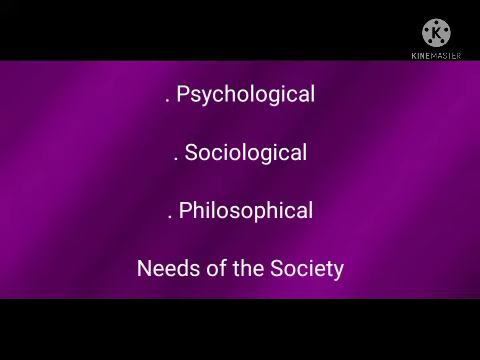 KINEMASTER
. Psychological
. Sociological
. Philosophical
Needs of the Society